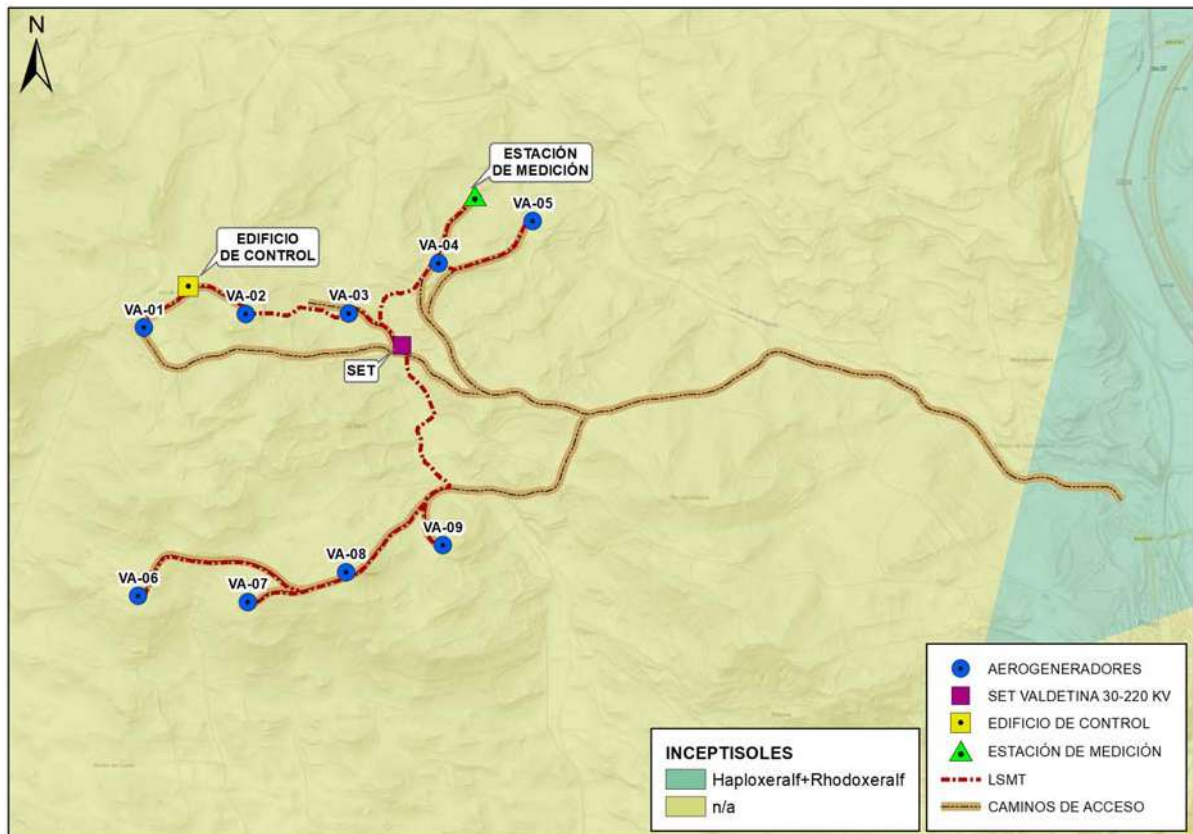 N
ESTACIÓN
DE MEDICIÓN
VA-05
VA-04
EDIFICIO
DE CONTROL
VA-01
VA-02
VA-03
SET
VA-09
VA-08
VA-06
VA-07
INCEPTISOLES
Haploxeralf+Rhodoxeralf
n/a
AEROGENERADORES
SET VALDETINA 30-220 KV
EDIFICIO DE CONTROL
ESTACIÓN DE MEDICIÓN
LSMT
CAMINOS DE ACCESO